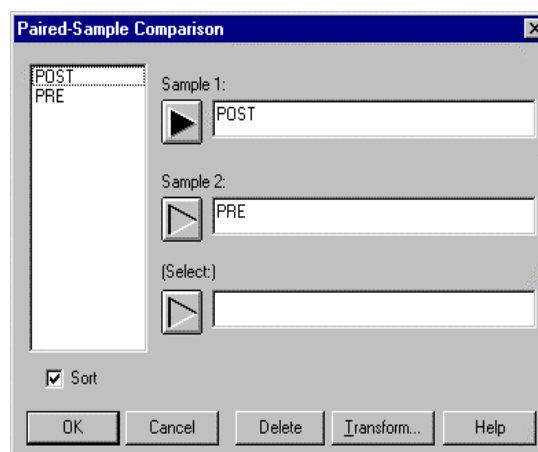 Paired-Sample Comparison
POST
PRE
Sample 1:
POST
Sample 2:
PRE
(Select:)
Sort
OK
Cancel
Delete
Transform...
Help